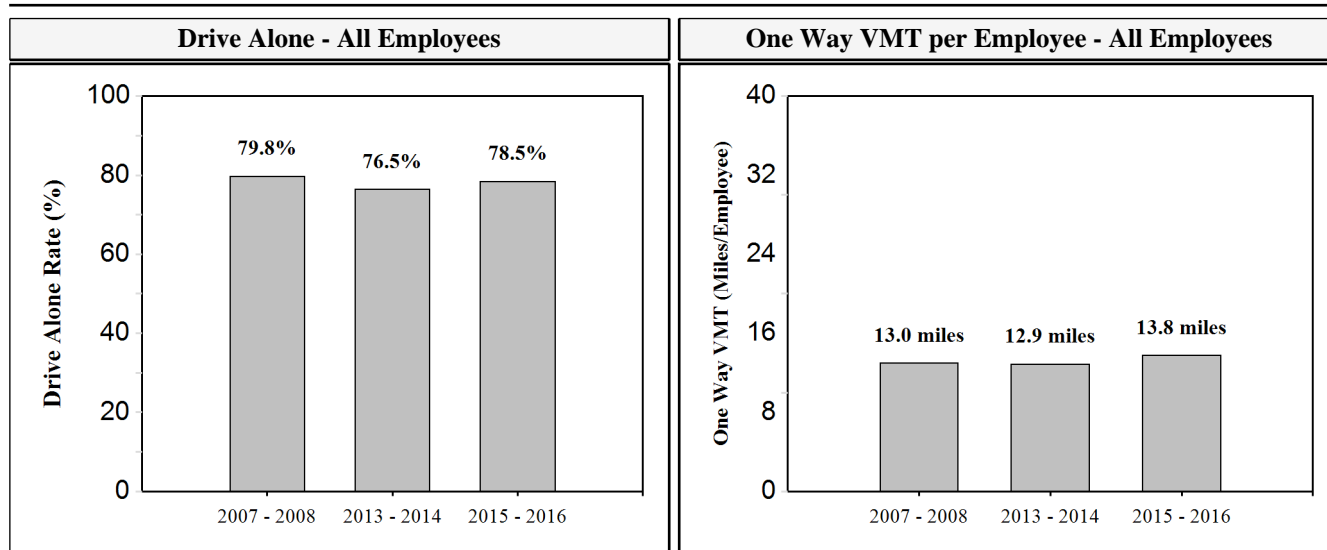 Drive Alone - All Employees
Drive Alone Rate (%)
100
80
60
40
20
0
79.8%
76.5%
78.5%
2007 - 2008
2013 - 2014
2015 - 2016
One Way VMT per Employee - All Employees
One Way VMT (Miles/Employee)
40
32
24
16
8
0
13.0 miles
12.9 miles
13.8 miles
2007 - 2008
2013 - 2014
2015 - 2016